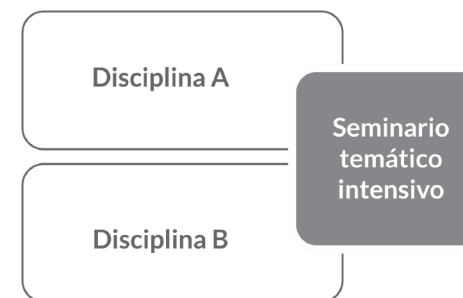 Disciplina A
Seminario
temático
intensivo
Disciplina B